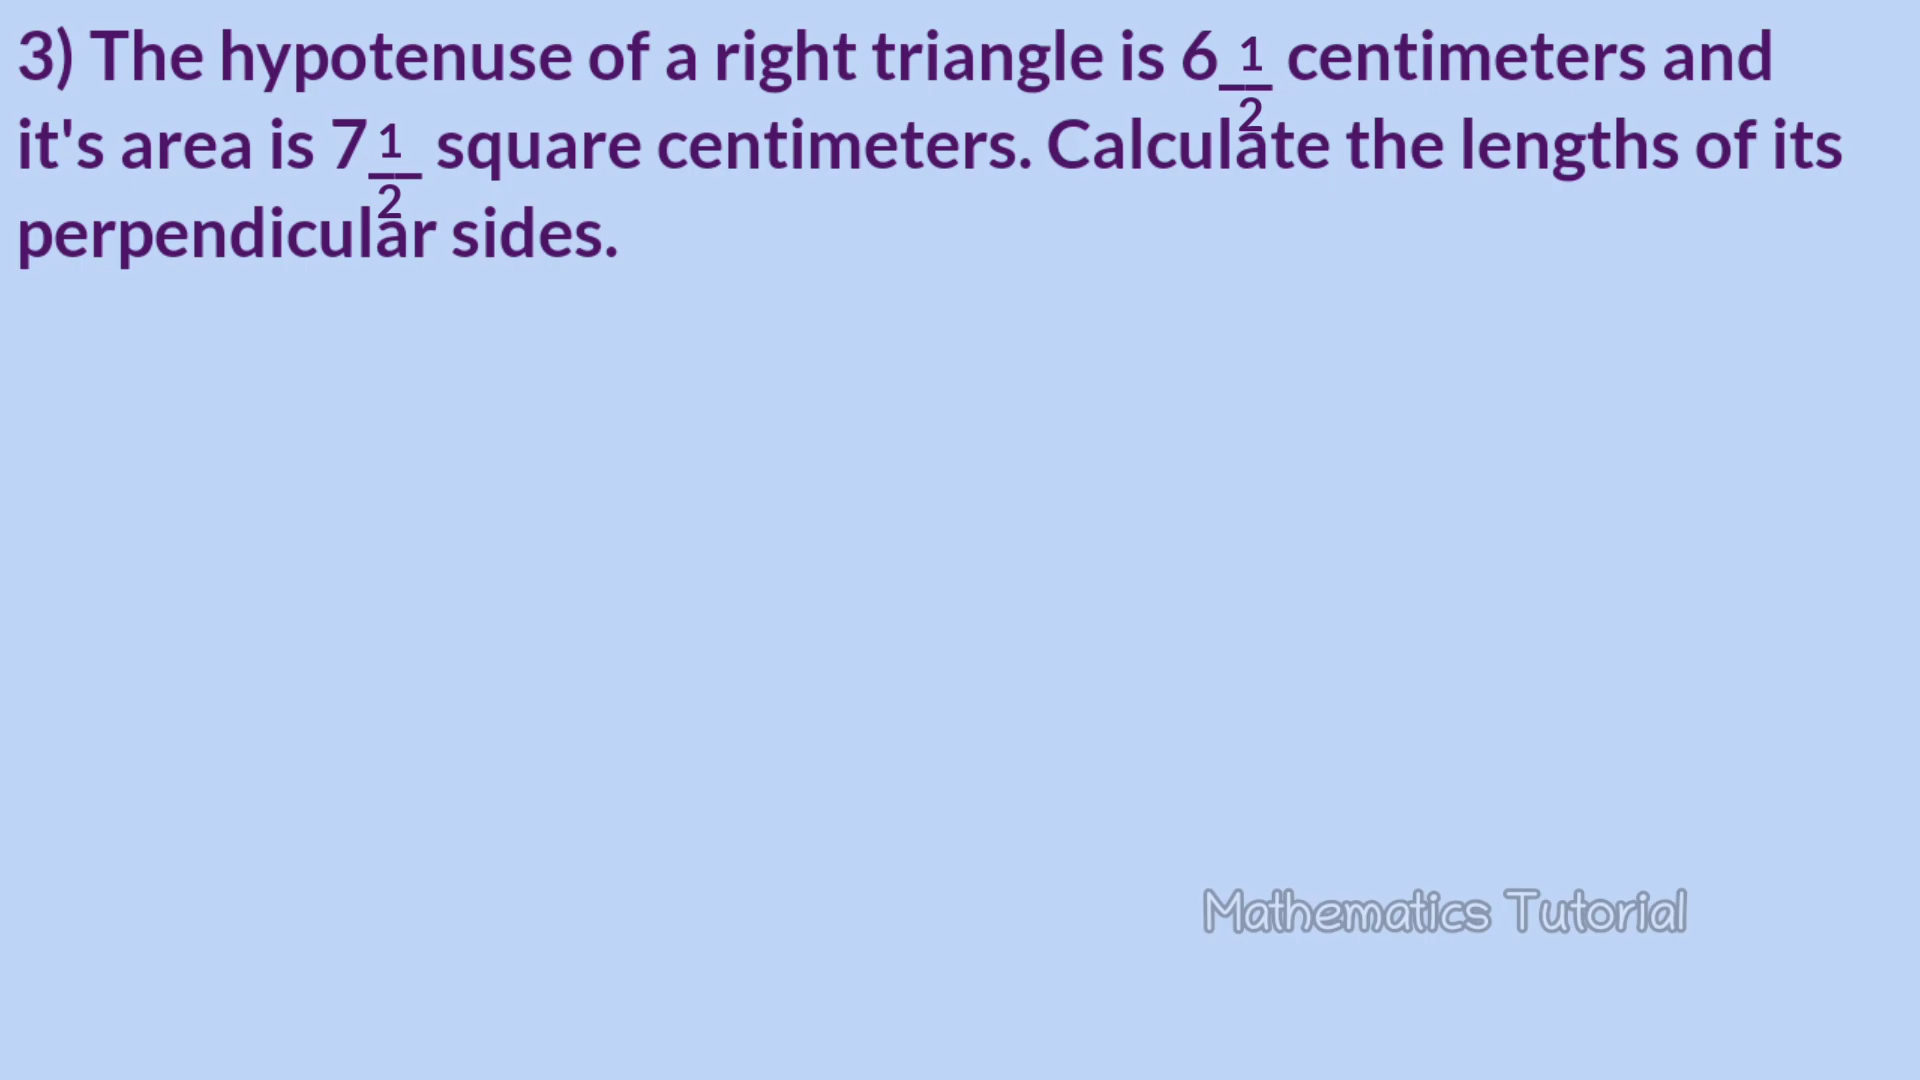 3) The hypotenuse of a right triangle is 6 1/2 centimeters and
it's area is 7 1/2 square centimeters. Calculate the lengths of its
perpendicular sides.
Mathematics Tutorial